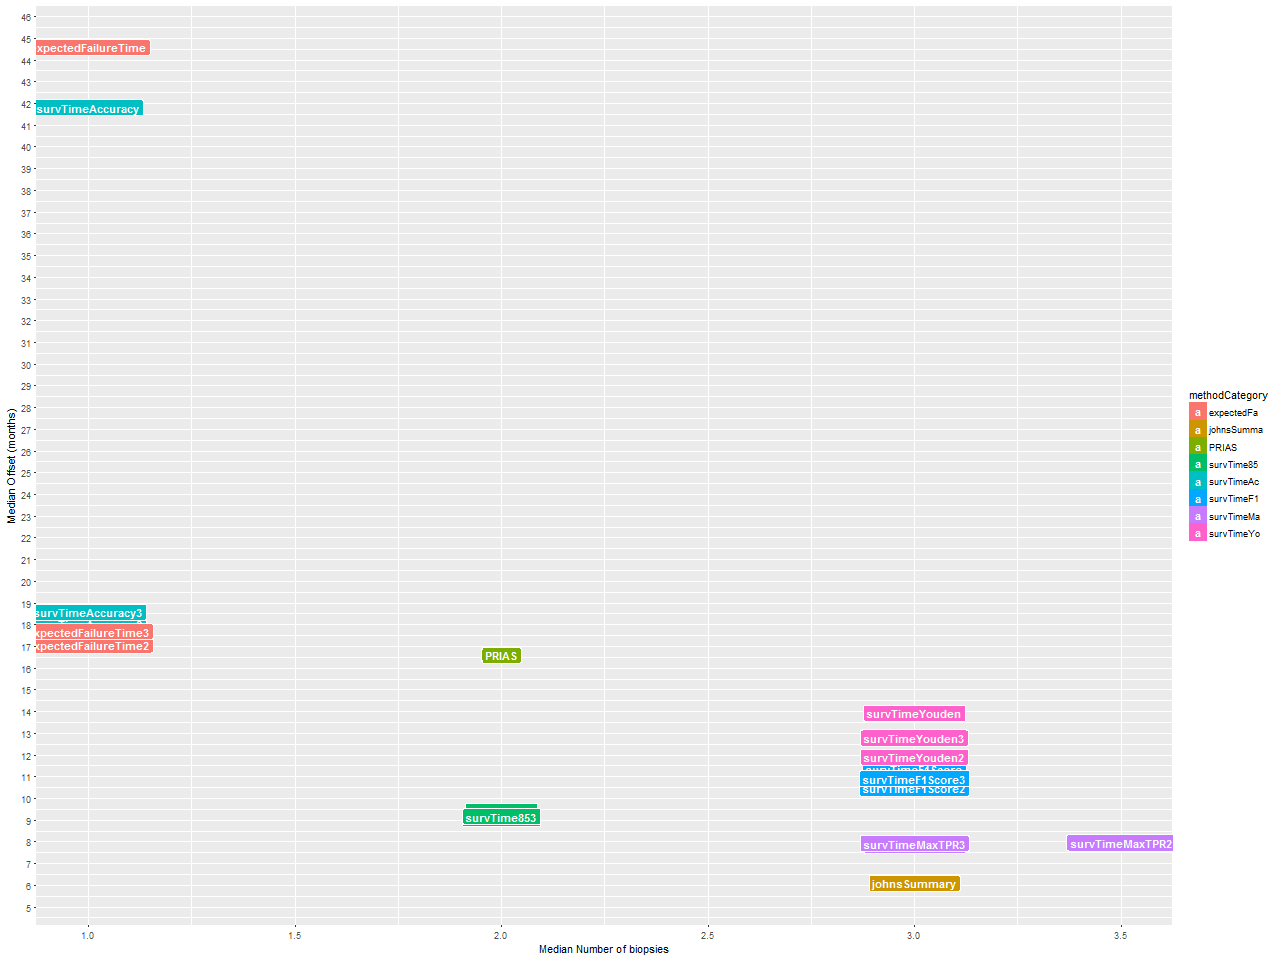 46
45
44
43
42
41
40
39
38
37
36
35
34
33
32
31
30
29
28
27
26
25
24
23
22
21
20
19
18
17
16
15
14
13
12
11
10
9
8
7
6
5
Median Offset (months)
xpectedFailureTime
survTimeAccuracy
survTimeAccuracy3
xpectedFailureTime3
xpectedFailureTime2
PRIAS
survTimeYouden
survTimeYouden3
survTimeYouden2
survTimeF1Score
survTimeF1Score3
survTimeF1Score2
survTime853
survTimeMaxTPR3
survTimeMaxTPR2
johnsSummary
1.0
1.5
2.0
2.5
3.0
3.5
Median Number of biopsies
methodCategory
a expectedFa
a johnsSumma
a PRIAS
a survTime85
a survTimeAc
a survTimeF1
a survTimeMa
a survTimeYo